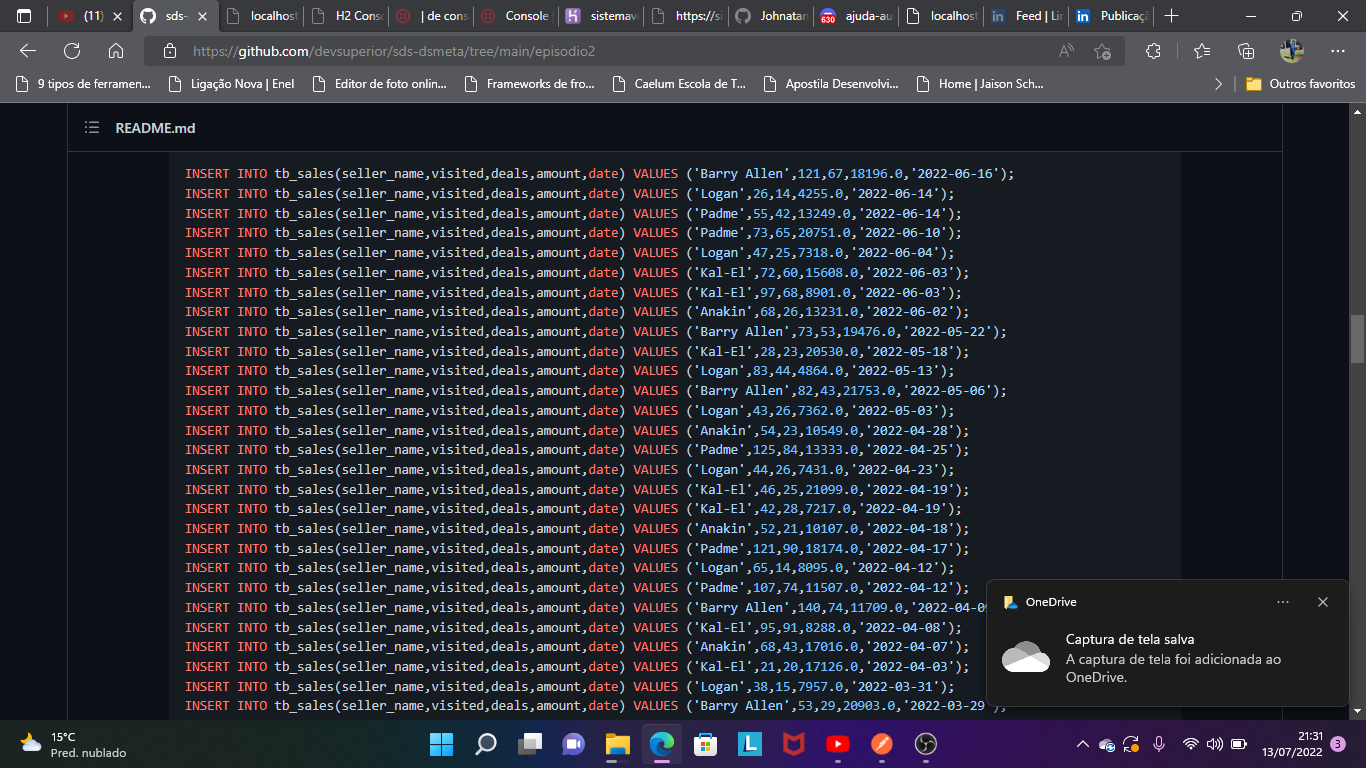 (11)
sds-
localhost
H2 Conso
| de cons
Console
sistemave
https://si
Johnatan
ajuda-au
localhost
Feed | Lin
Publicaçã
https://github.com/devsuperior/sds-dsmeta/tree/main/episodio2
9 tipos de ferramen...
Ligação Nova | Enel
Editor de foto onlin...
Frameworks de fro...
Caelum Escola de T...
Apostila Desenvolvi...
Home | Jaison Sch...
Outros favoritos
README.md
INSERT INTO tb_sales(seller_name,visited,deals,amount,date) VALUES ('Barry Allen',121,67,18196.0,'2022-06-16');
INSERT INTO tb_sales(seller_name,visited,deals,amount,date) VALUES ('Logan',26,14,4255.0,'2022-06-14');
INSERT INTO tb_sales(seller_name,visited,deals,amount,date) VALUES ('Padme',55,42,13249.0,'2022-06-14');
INSERT INTO tb_sales(seller_name,visited,deals,amount,date) VALUES ('Padme',73,65,20751.0,'2022-06-10');
INSERT INTO tb_sales(seller_name,visited,deals,amount,date) VALUES ('Logan',47,25,7318.0,'2022-06-04');
INSERT INTO tb_sales(seller_name,visited,deals,amount,date) VALUES ('Kal-El',72,60,15608.0,'2022-06-03');
INSERT INTO tb_sales(seller_name,visited,deals,amount,date) VALUES ('Kal-El',97,68,8901.0,'2022-06-03');
INSERT INTO tb_sales(seller_name,visited,deals,amount,date) VALUES ('Anakin',68,26,13231.0,'2022-06-02');
INSERT INTO tb_sales(seller_name,visited,deals,amount,date) VALUES ('Barry Allen',73,53,19476.0,'2022-05-22');
INSERT INTO tb_sales(seller_name,visited,deals,amount,date) VALUES ('Kal-El',28,23,20530.0,'2022-05-18');
INSERT INTO tb_sales(seller_name,visited,deals,amount,date) VALUES ('Logan',83,44,4864.0,'2022-05-13');
INSERT INTO tb_sales(seller_name,visited,deals,amount,date) VALUES ('Barry Allen',82,43,21753.0,'2022-05-06');
INSERT INTO tb_sales(seller_name,visited,deals,amount,date) VALUES ('Logan',43,26,7362.0,'2022-05-03');
INSERT INTO tb_sales(seller_name,visited,deals,amount,date) VALUES ('Anakin',54,23,10549.0,'2022-04-28');
INSERT INTO tb_sales(seller_name,visited,deals,amount,date) VALUES ('Padme',125,84,13333.0,'2022-04-25');
INSERT INTO tb_sales(seller_name,visited,deals,amount,date) VALUES ('Logan',44,26,7431.0,'2022-04-23');
INSERT INTO tb_sales(seller_name,visited,deals,amount,date) VALUES ('Kal-El',46,25,21099.0,'2022-04-19');
INSERT INTO tb_sales(seller_name,visited,deals,amount,date) VALUES ('Kal-El',42,28,7217.0,'2022-04-19');
INSERT INTO tb_sales(seller_name,visited,deals,amount,date) VALUES ('Anakin',52,21,10107.0,'2022-04-18');
INSERT INTO tb_sales(seller_name,visited,deals,amount,date) VALUES ('Padme',121,90,18174.0,'2022-04-17');
INSERT INTO tb_sales(seller_name,visited,deals,amount,date) VALUES ('Logan',65,14,8095.0,'2022-04-12');
INSERT INTO tb_sales(seller_name,visited,deals,amount,date) VALUES ('Padme',107,74,11507.0,'2022-04-12');
INSERT INTO tb_sales(seller_name,visited,deals,amount,date) VALUES ('Barry Allen',140,74,11709.0,'2022-04-09
INSERT INTO tb_sales(seller_name,visited,deals,amount,date) VALUES ('Kal-El',95,91,8288.0,'2022-04-08');
INSERT INTO tb_sales(seller_name,visited,deals,amount,date) VALUES ('Anakin',68,43,17016.0,'2022-04-07');
INSERT INTO tb_sales(seller_name,visited,deals,amount,date) VALUES ('Kal-El',21,20,17126.0,'2022-04-03');
INSERT INTO tb_sales(seller_name,visited,deals,amount,date) VALUES ('Logan',38,15,7957.0,'2022-03-31');
INSERT INTO tb_sales(seller_name,visited,deals,amount,date) VALUES ('Barry Allen',53,29,20903.0,'2022-03-29');
OneDrive
Captura de tela salva
A captura de tela foi adicionada ao
OneDrive.
15°C
Pred. nublado
21:31
13/07/2022
3